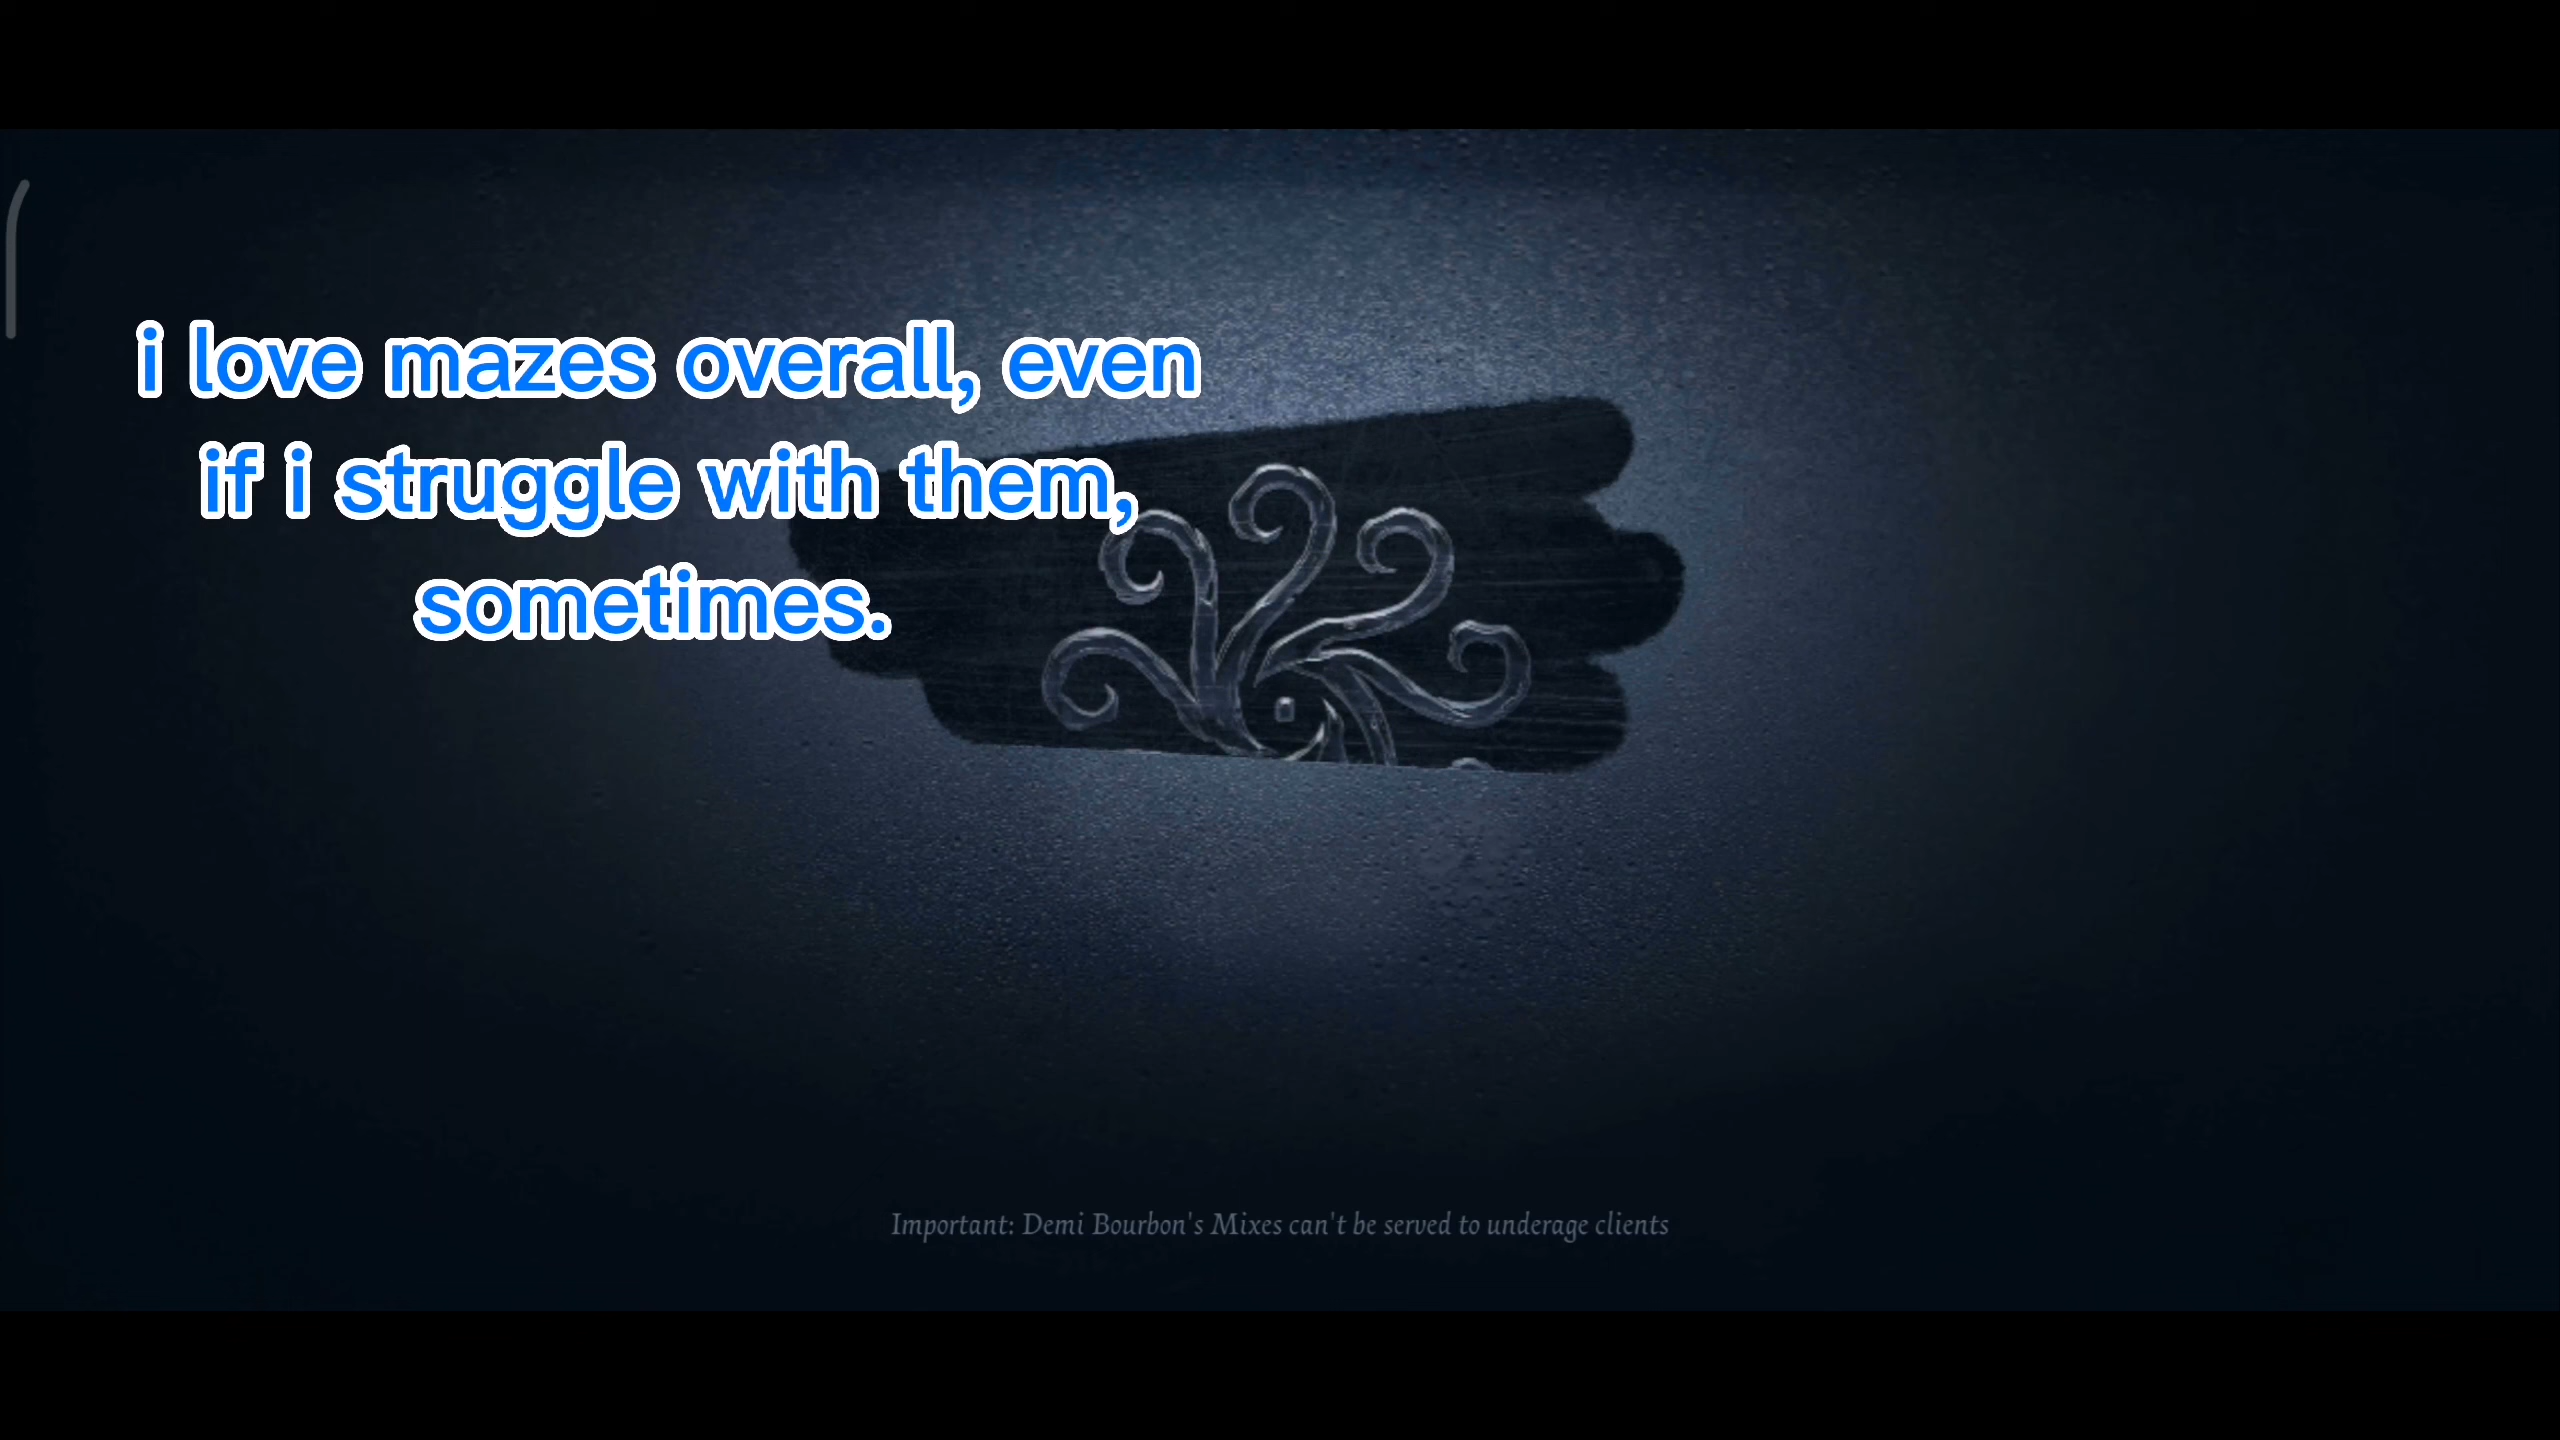 i love mazes overall, even
if i struggle with them,
sometimes.
Important: Demi Bourbon's Mixes can't be served to underage clients